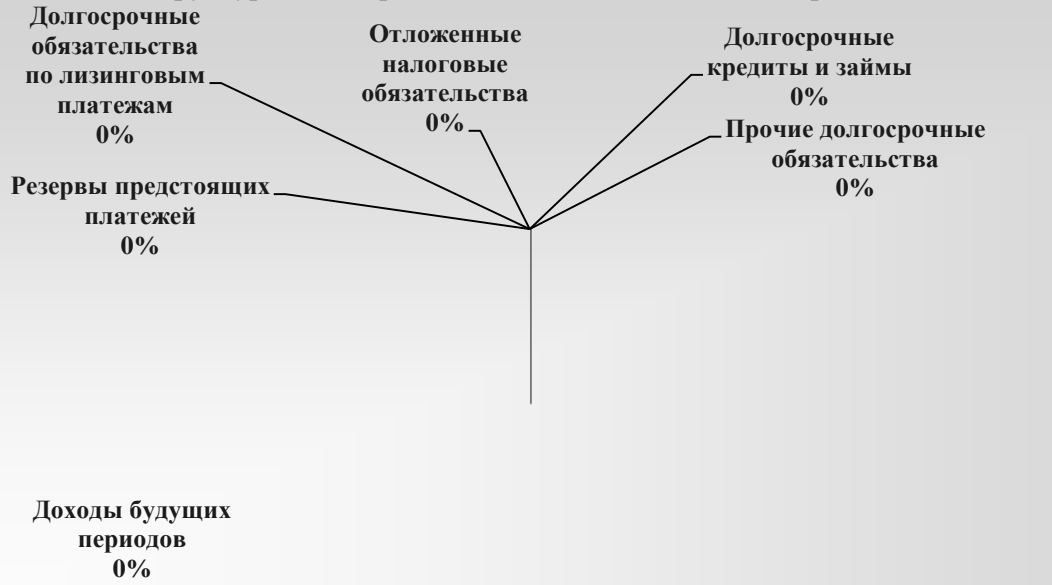 Долгосрочные
обязательства
по лизинговым
платежам
0%
Отложенные
налоговые
обязательства
0%
Долгосрочные
кредиты и займы
0%
Прочие долгосрочные
обязательства
0%
Резервы предстоящих
платежей
0%
Доходы будущих
периодов
0%